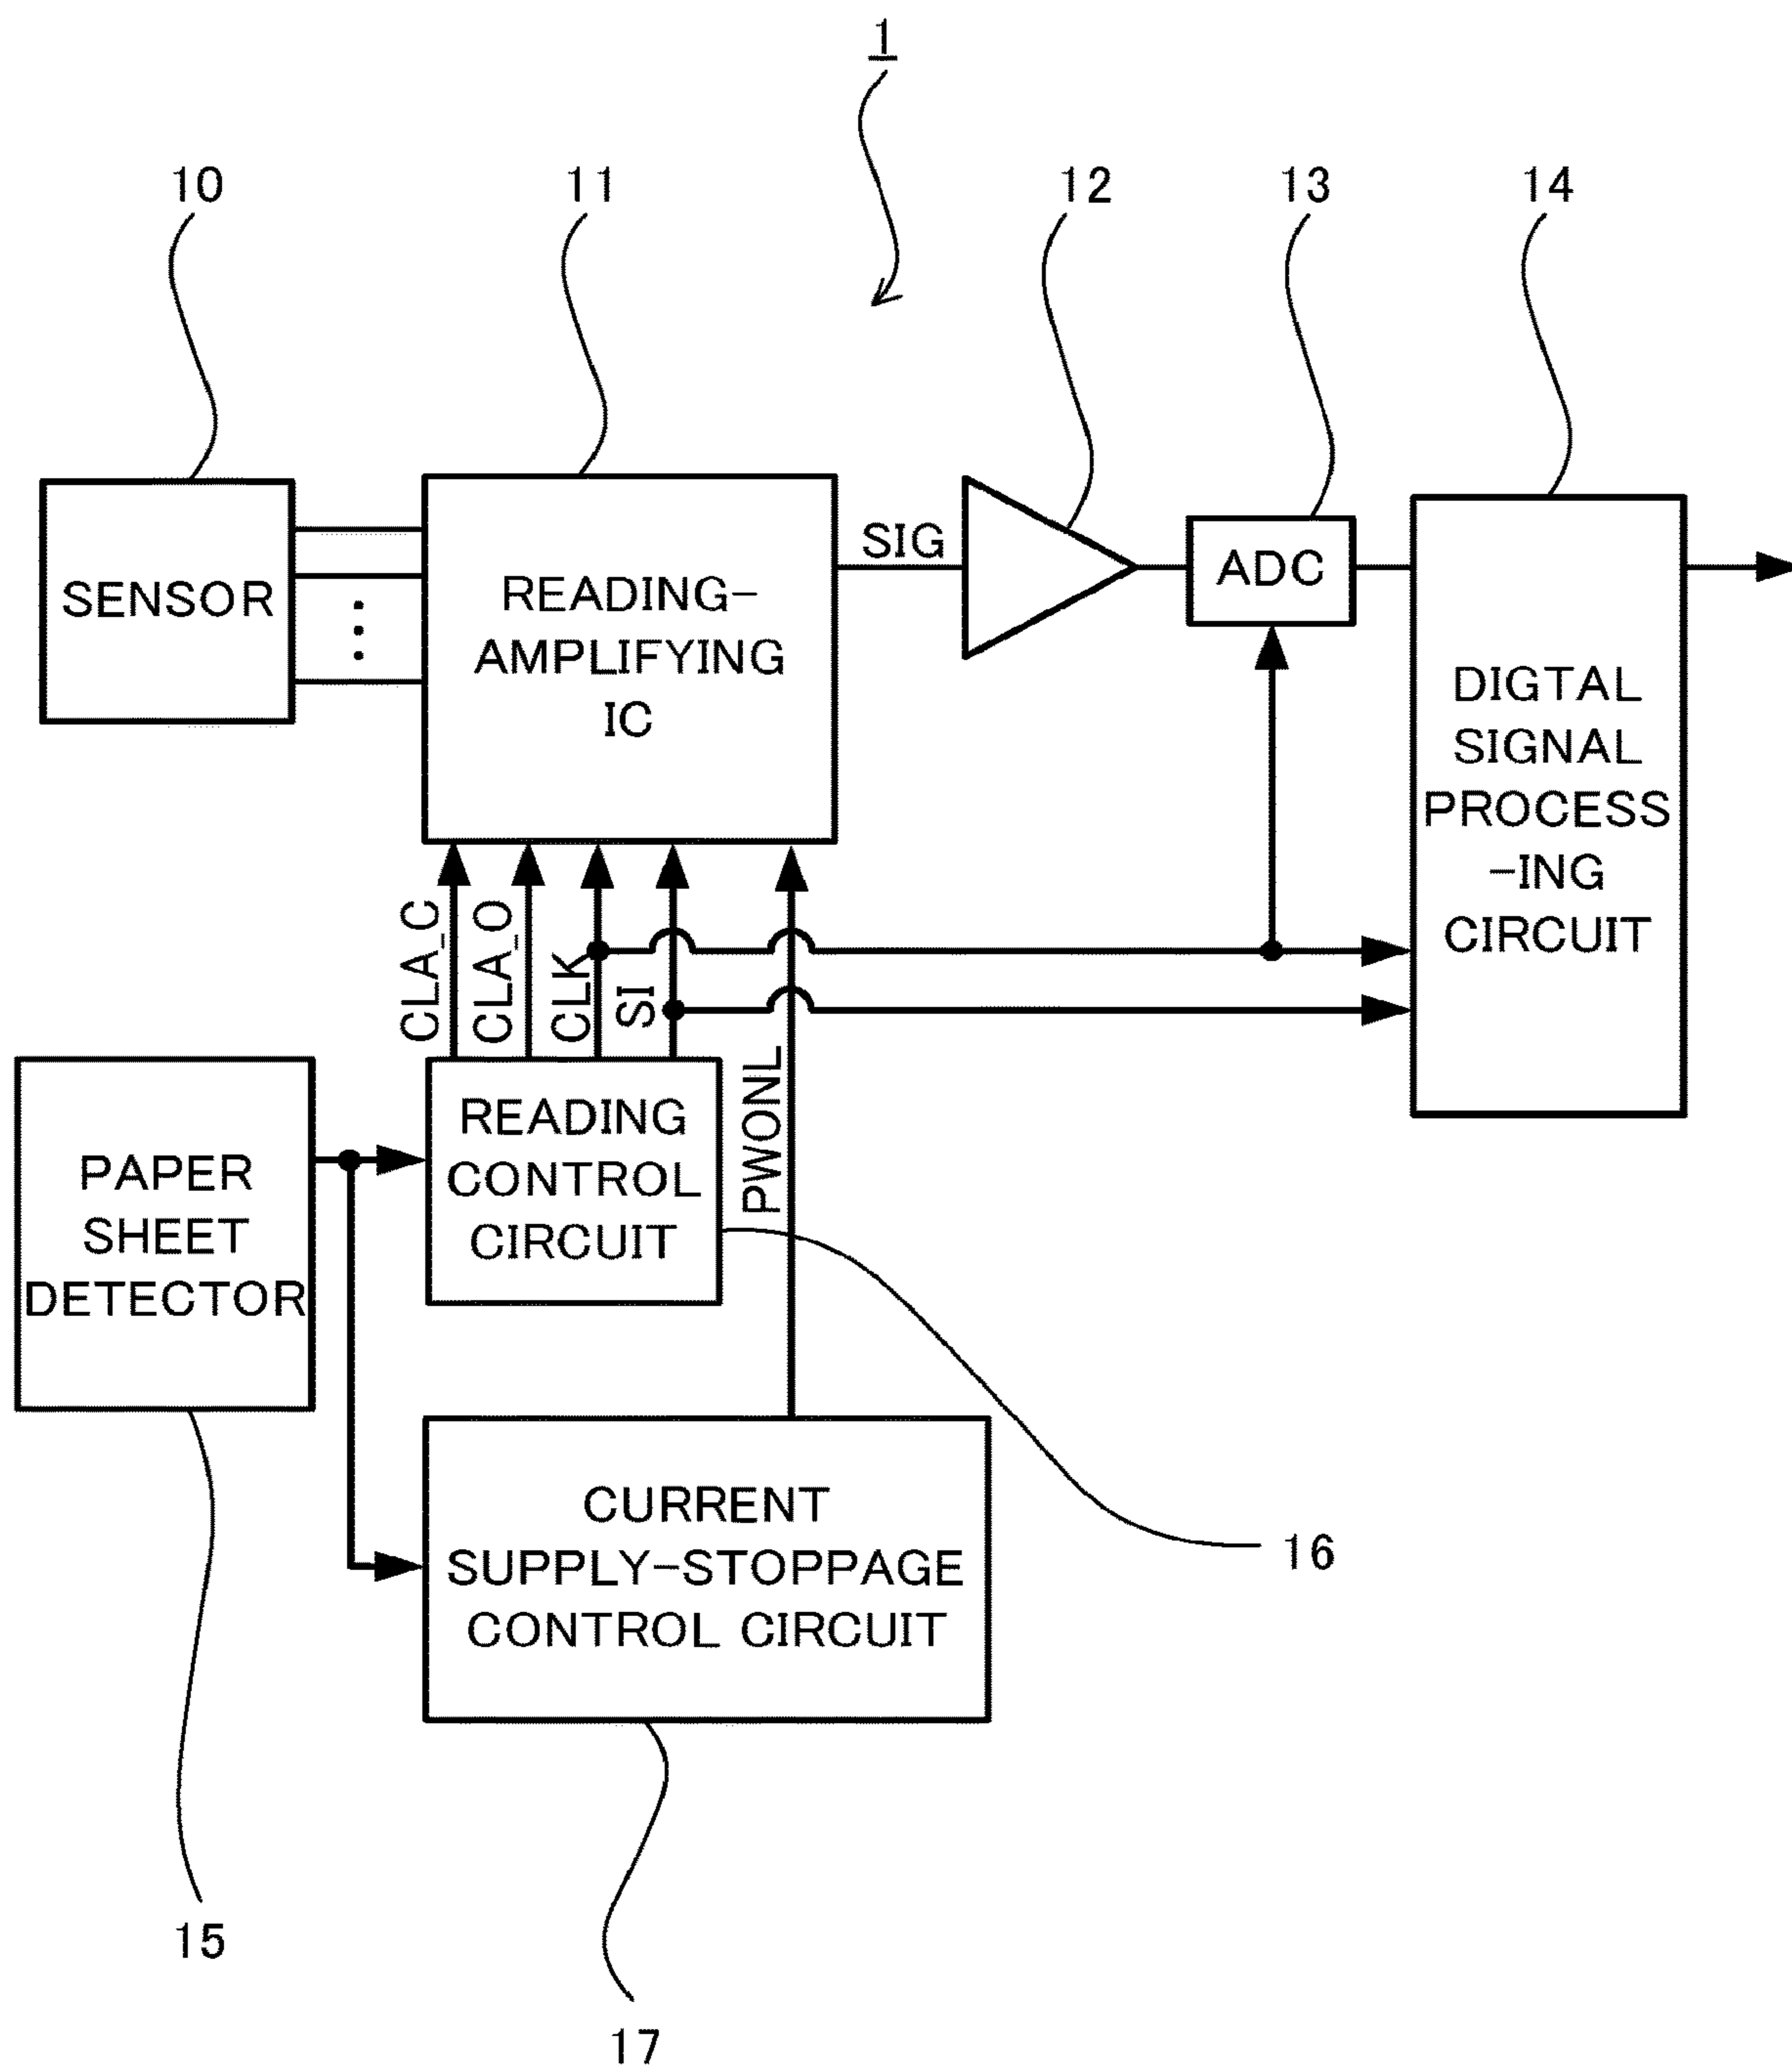 1
10
11
12
13
14
SENSOR
READING-
AMPLIFYING
IC
SIG
ADC
DIGTAL
SIGNAL
PROCESS
-ING
CIRCUIT
CLA_C
CLA_O
CLK
SI
PWONL
PAPER
SHEET
DETECTOR
READING
CONTROL
CIRCUIT
CURRENT
SUPPLY-STOPPAGE
CONTROL CIRCUIT
16
15
17